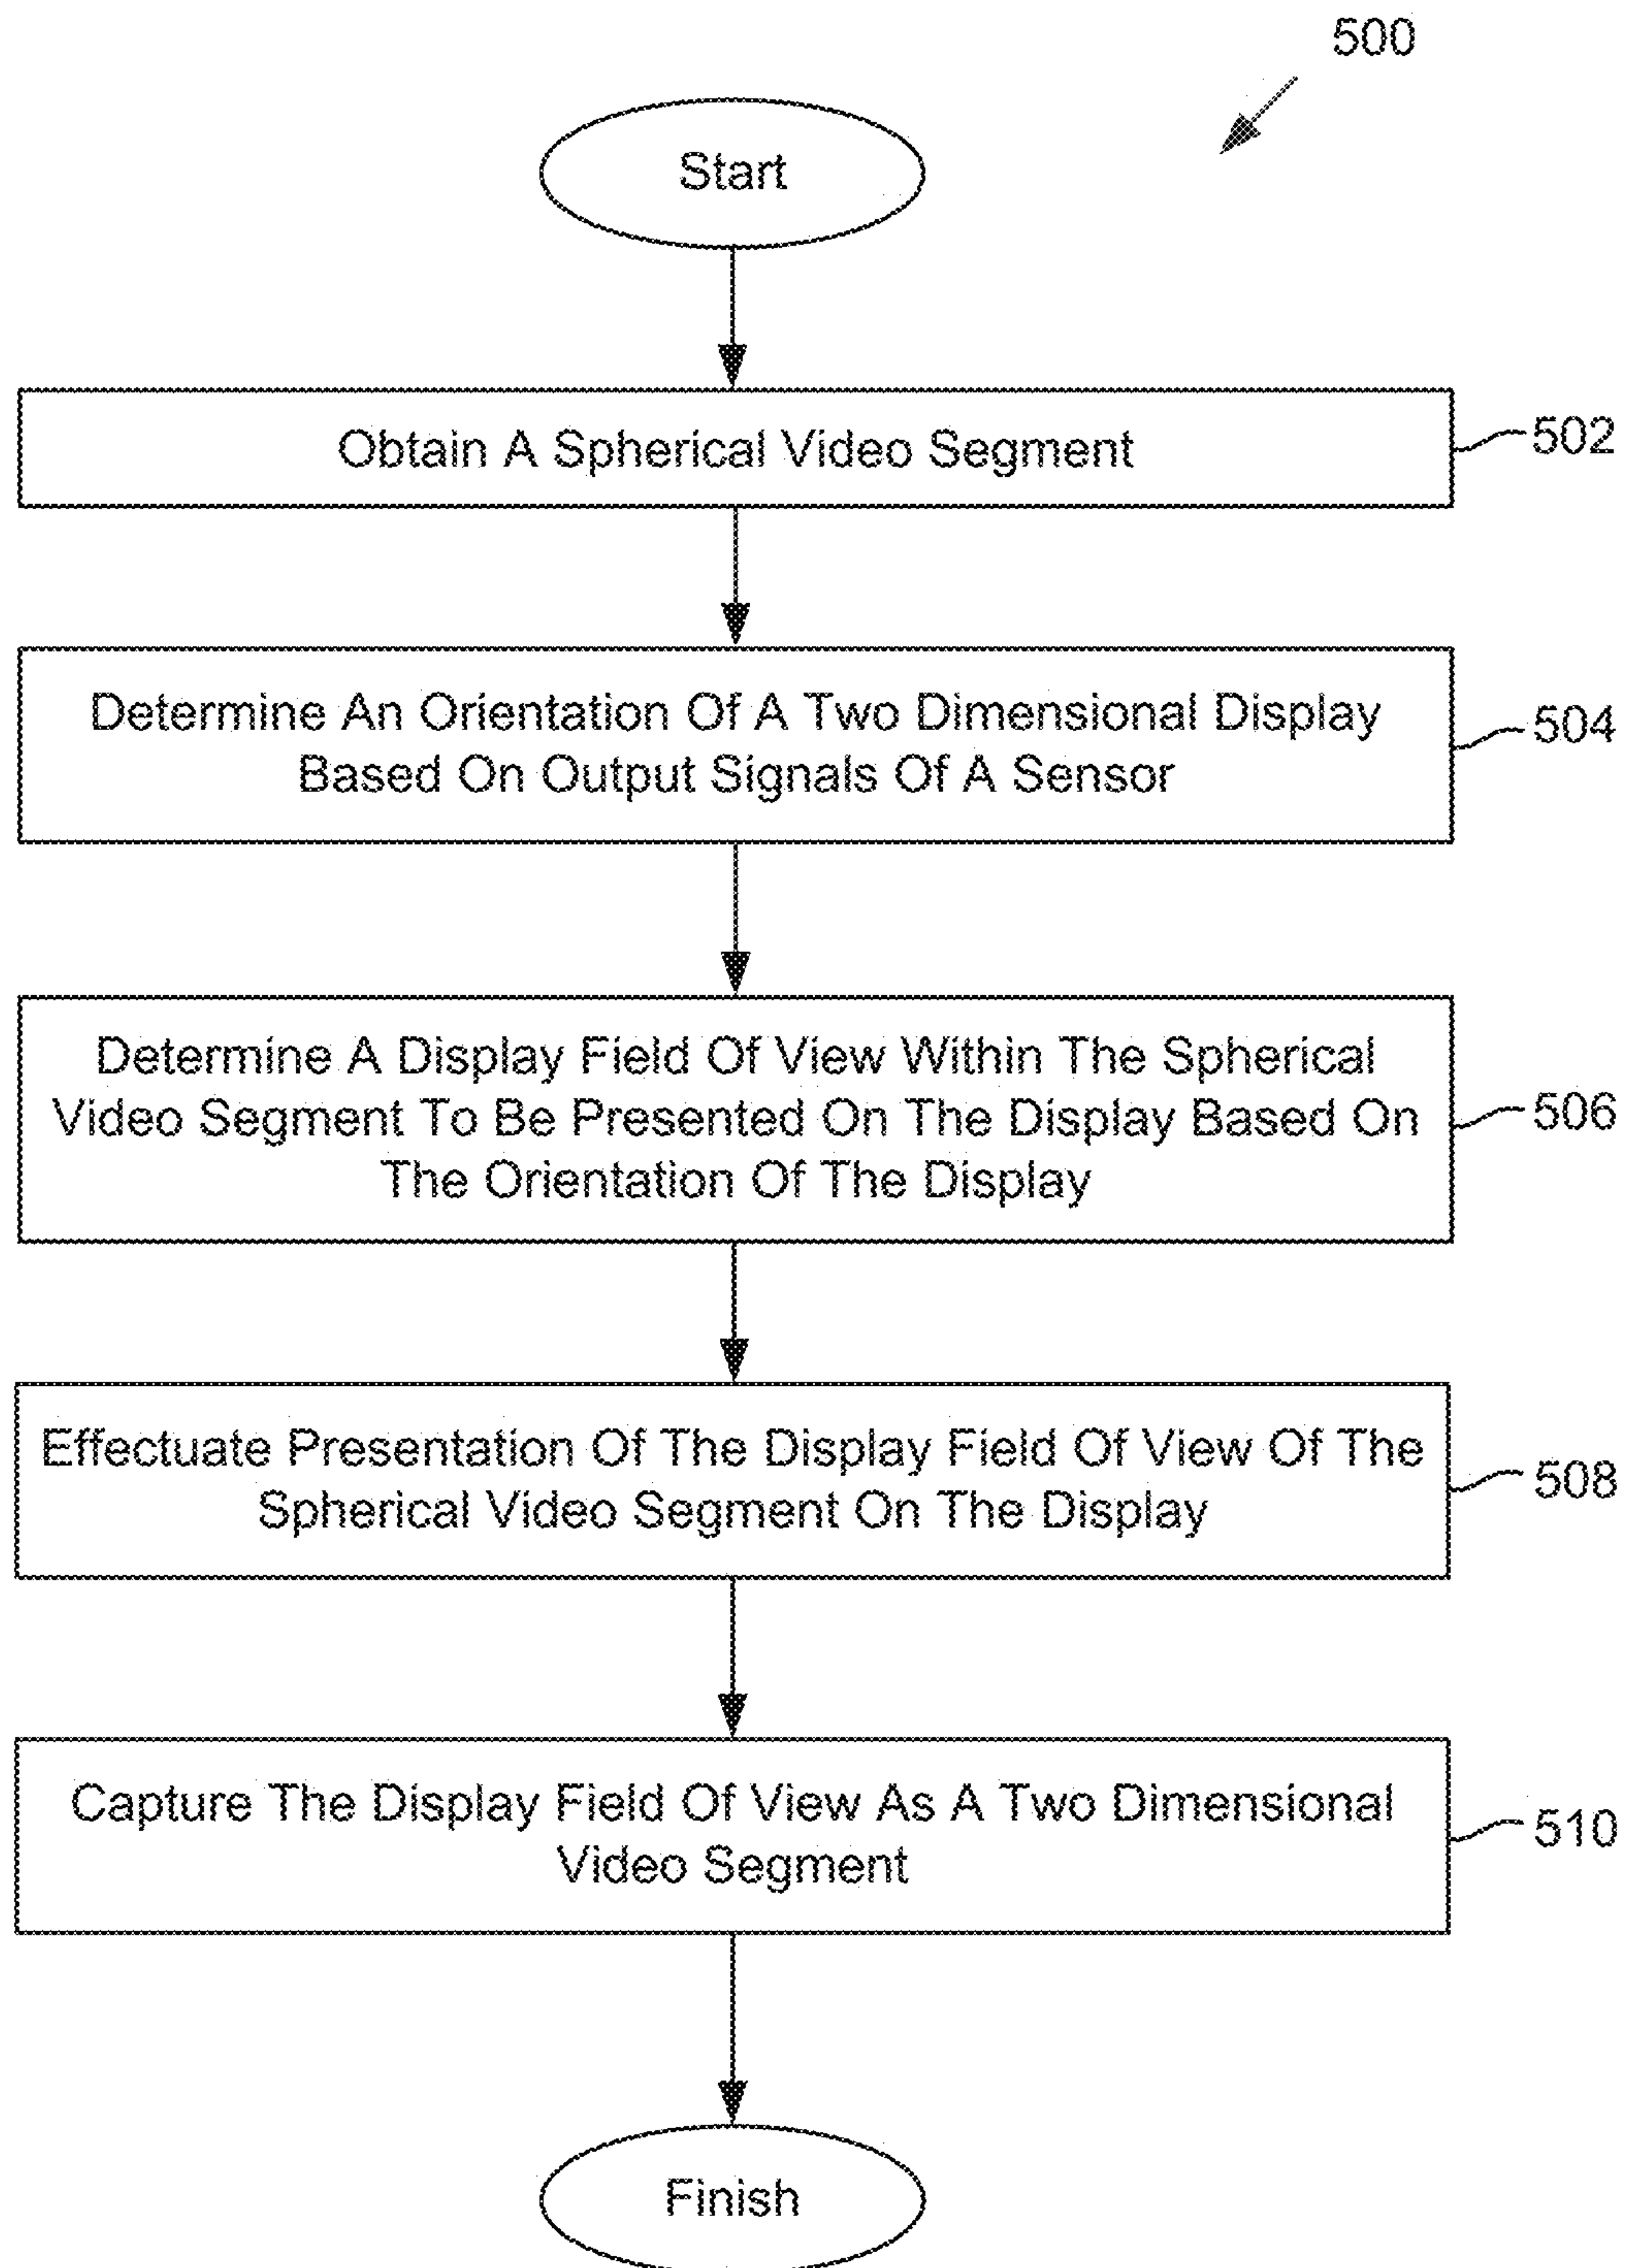 500
Start
Obtain A Spherical Video Segment
502
Determine An Orientation Of A Two Dimensional Display
Based On Output Signals Of A Sensor
504
Determine A Display Field Of View Within The Spherical
Video Segment To Be Presented On The Display Based On
The Orientation Of The Display
506
Effectuate Presentation Of The Display Field Of View Of The
Spherical Video Segment On The Display
508
Capture The Display Field Of View As A Two Dimensional
Video Segment
510
Finish